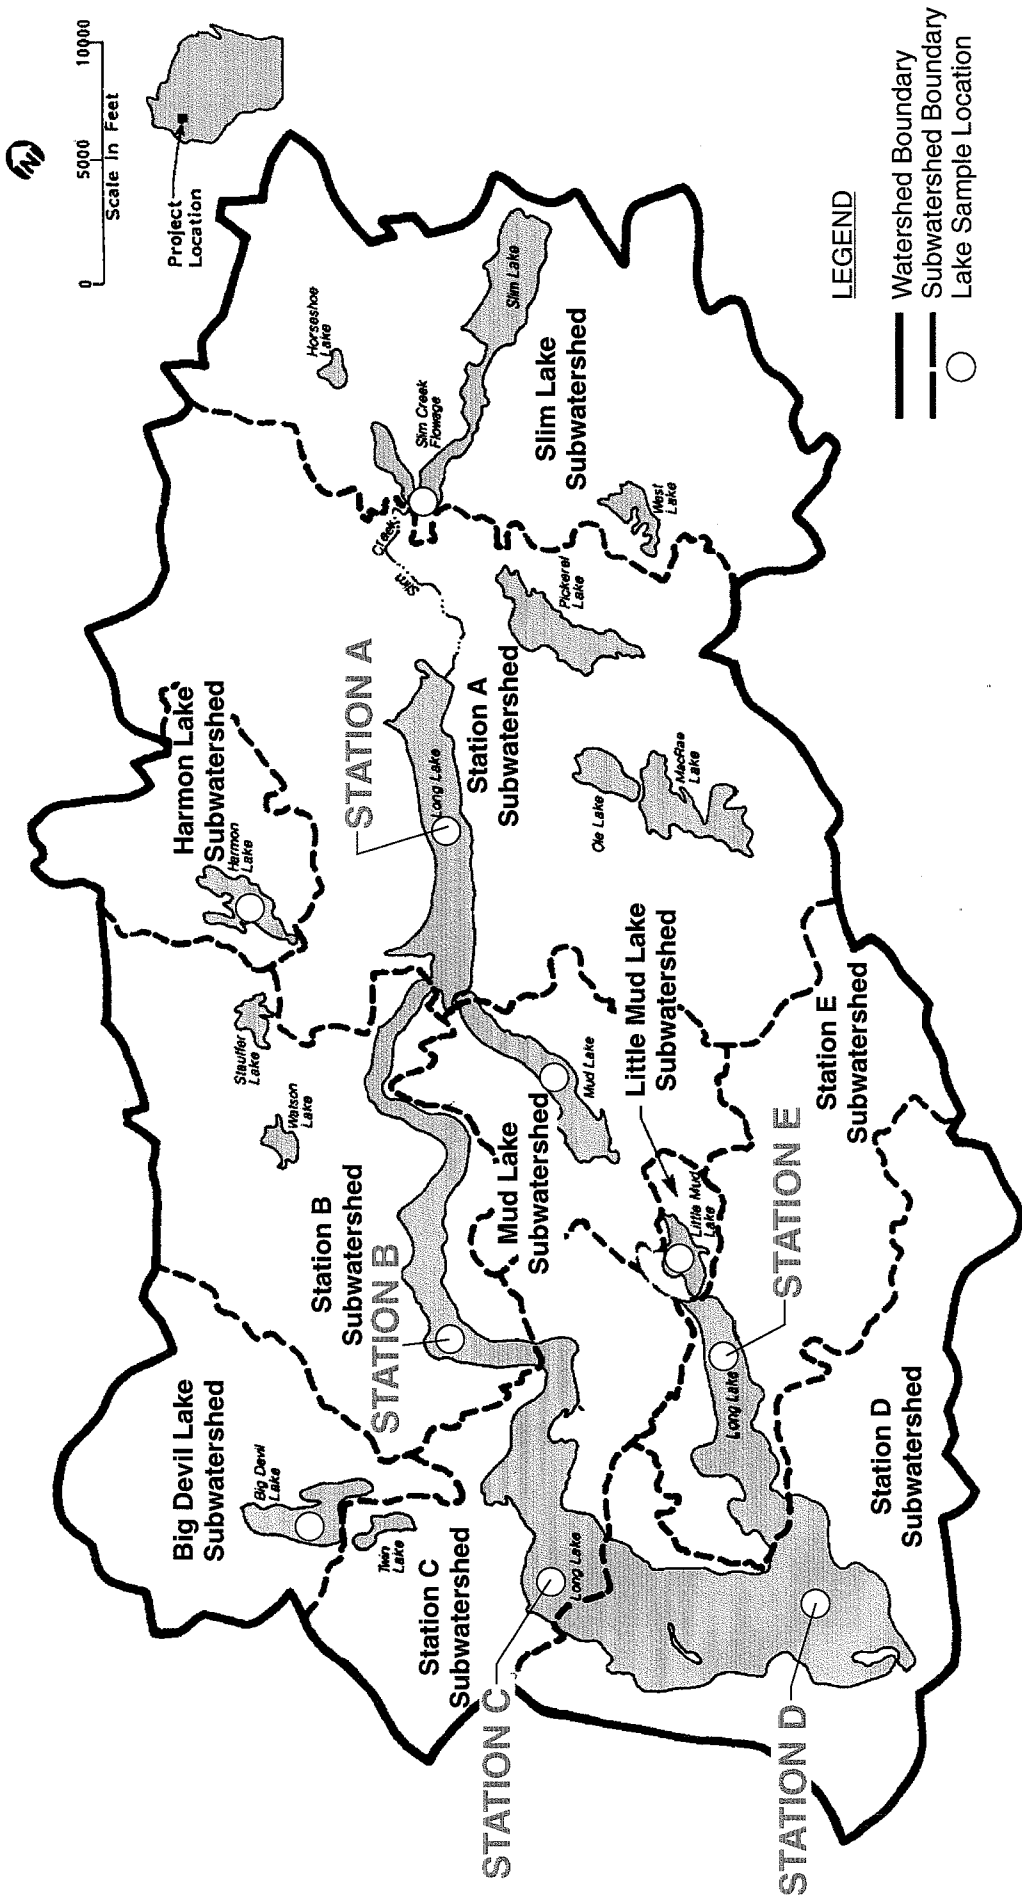 N
0
5000
10000
Scale in Feet
Project
Location
Horseshoe
Lake
Slim Lake
Slim Creek
Flowage
Slim Lake
Subwatershed
West
Lake
Slim Creek
Pickerel
Lake
STATION A
Station A
Subwatershed
Long Lake
Ole Lake
MacRae
Lake
Harmon Lake
Subwatershed
Harmon
Lake
Stauffer
Lake
Watson
Lake
Little Mud Lake
Subwatershed
Mud Lake
Mud Lake
Subwatershed
Station B
Subwatershed
STATION B
Station E
Subwatershed
STATION E
Little Mud
Lake
Long Lake
Big Devil Lake
Subwatershed
Big Devil
Lake
Twin
Lake
Station C
Subwatershed
STATION C
Long Lake
Station D
Subwatershed
STATION D
LEGEND
Watershed Boundary
Subwatershed Boundary
Lake Sample Location